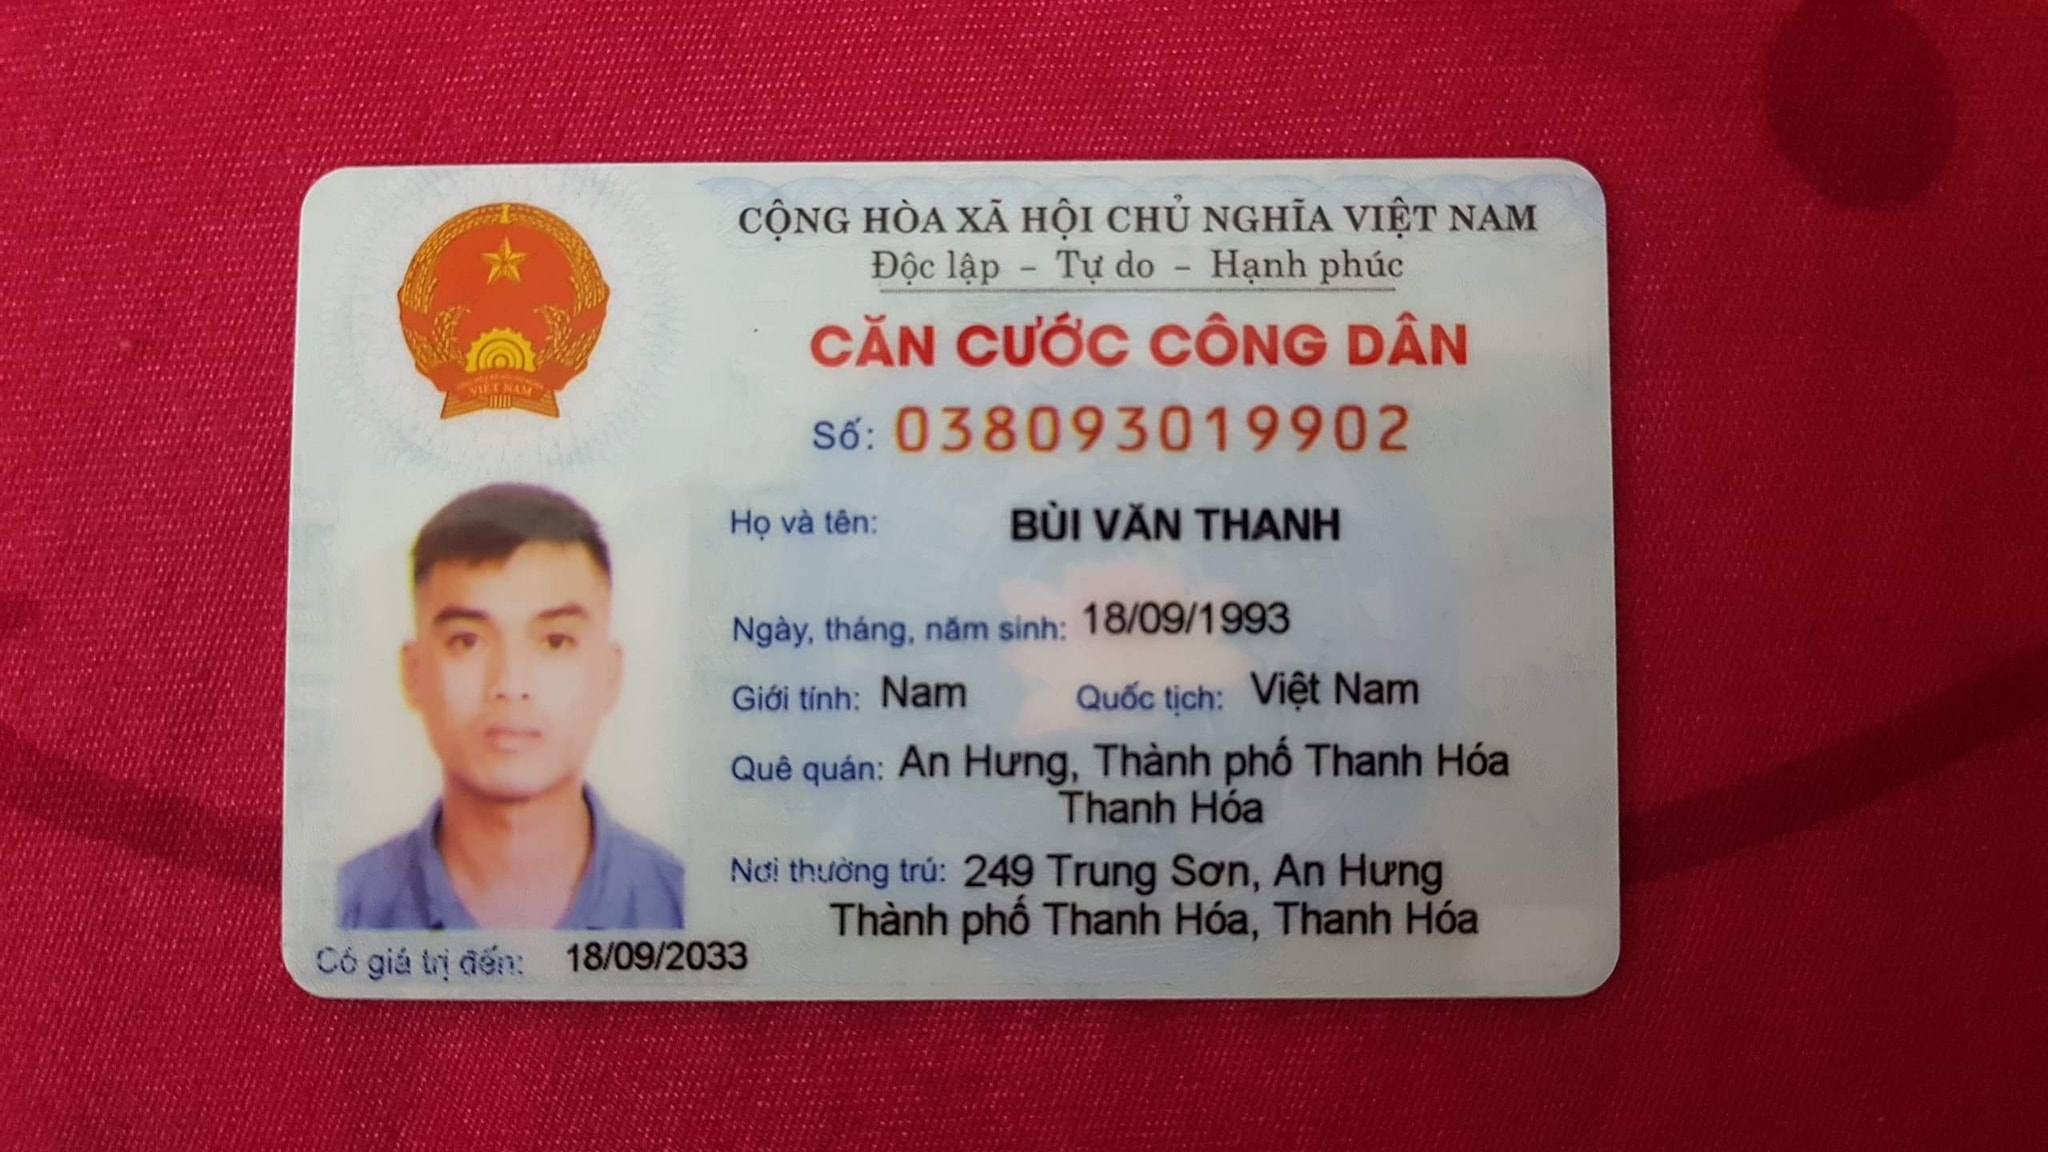 CỘNG HÒA XÃ HỘI CHỦ NGHĨA VIỆT NAM
Độc lập - Tự do - Hạnh phúc
CĂN CƯỚC CÔNG DÂN
Số: 038093019902
Họ và tên: BÙI VĂN THANH
Ngày, tháng, năm sinh: 18/09/1993
Giới tính: Nam Quốc tịch: Việt Nam
Quê quán: An Hưng, Thành phố Thanh Hóa
Thanh Hóa
Nơi thường trú: 249 Trung Sơn, An Hưng
Thành phố Thanh Hóa, Thanh Hóa
Có giá trị đến: 18/09/2033
VIỆT NAM